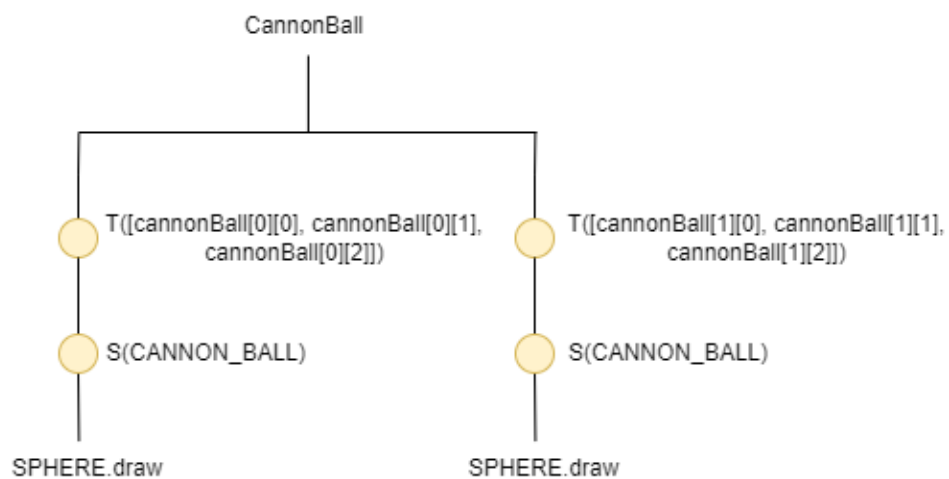 CannonBall
T([cannonBall[0][0], cannonBall[0][1],
cannonBall[0][2]])
T([cannonBall[1][0], cannonBall[1][1],
cannonBall[1][2]])
S(CANNON_BALL)
S(CANNON_BALL)
SPHERE.draw
SPHERE.draw